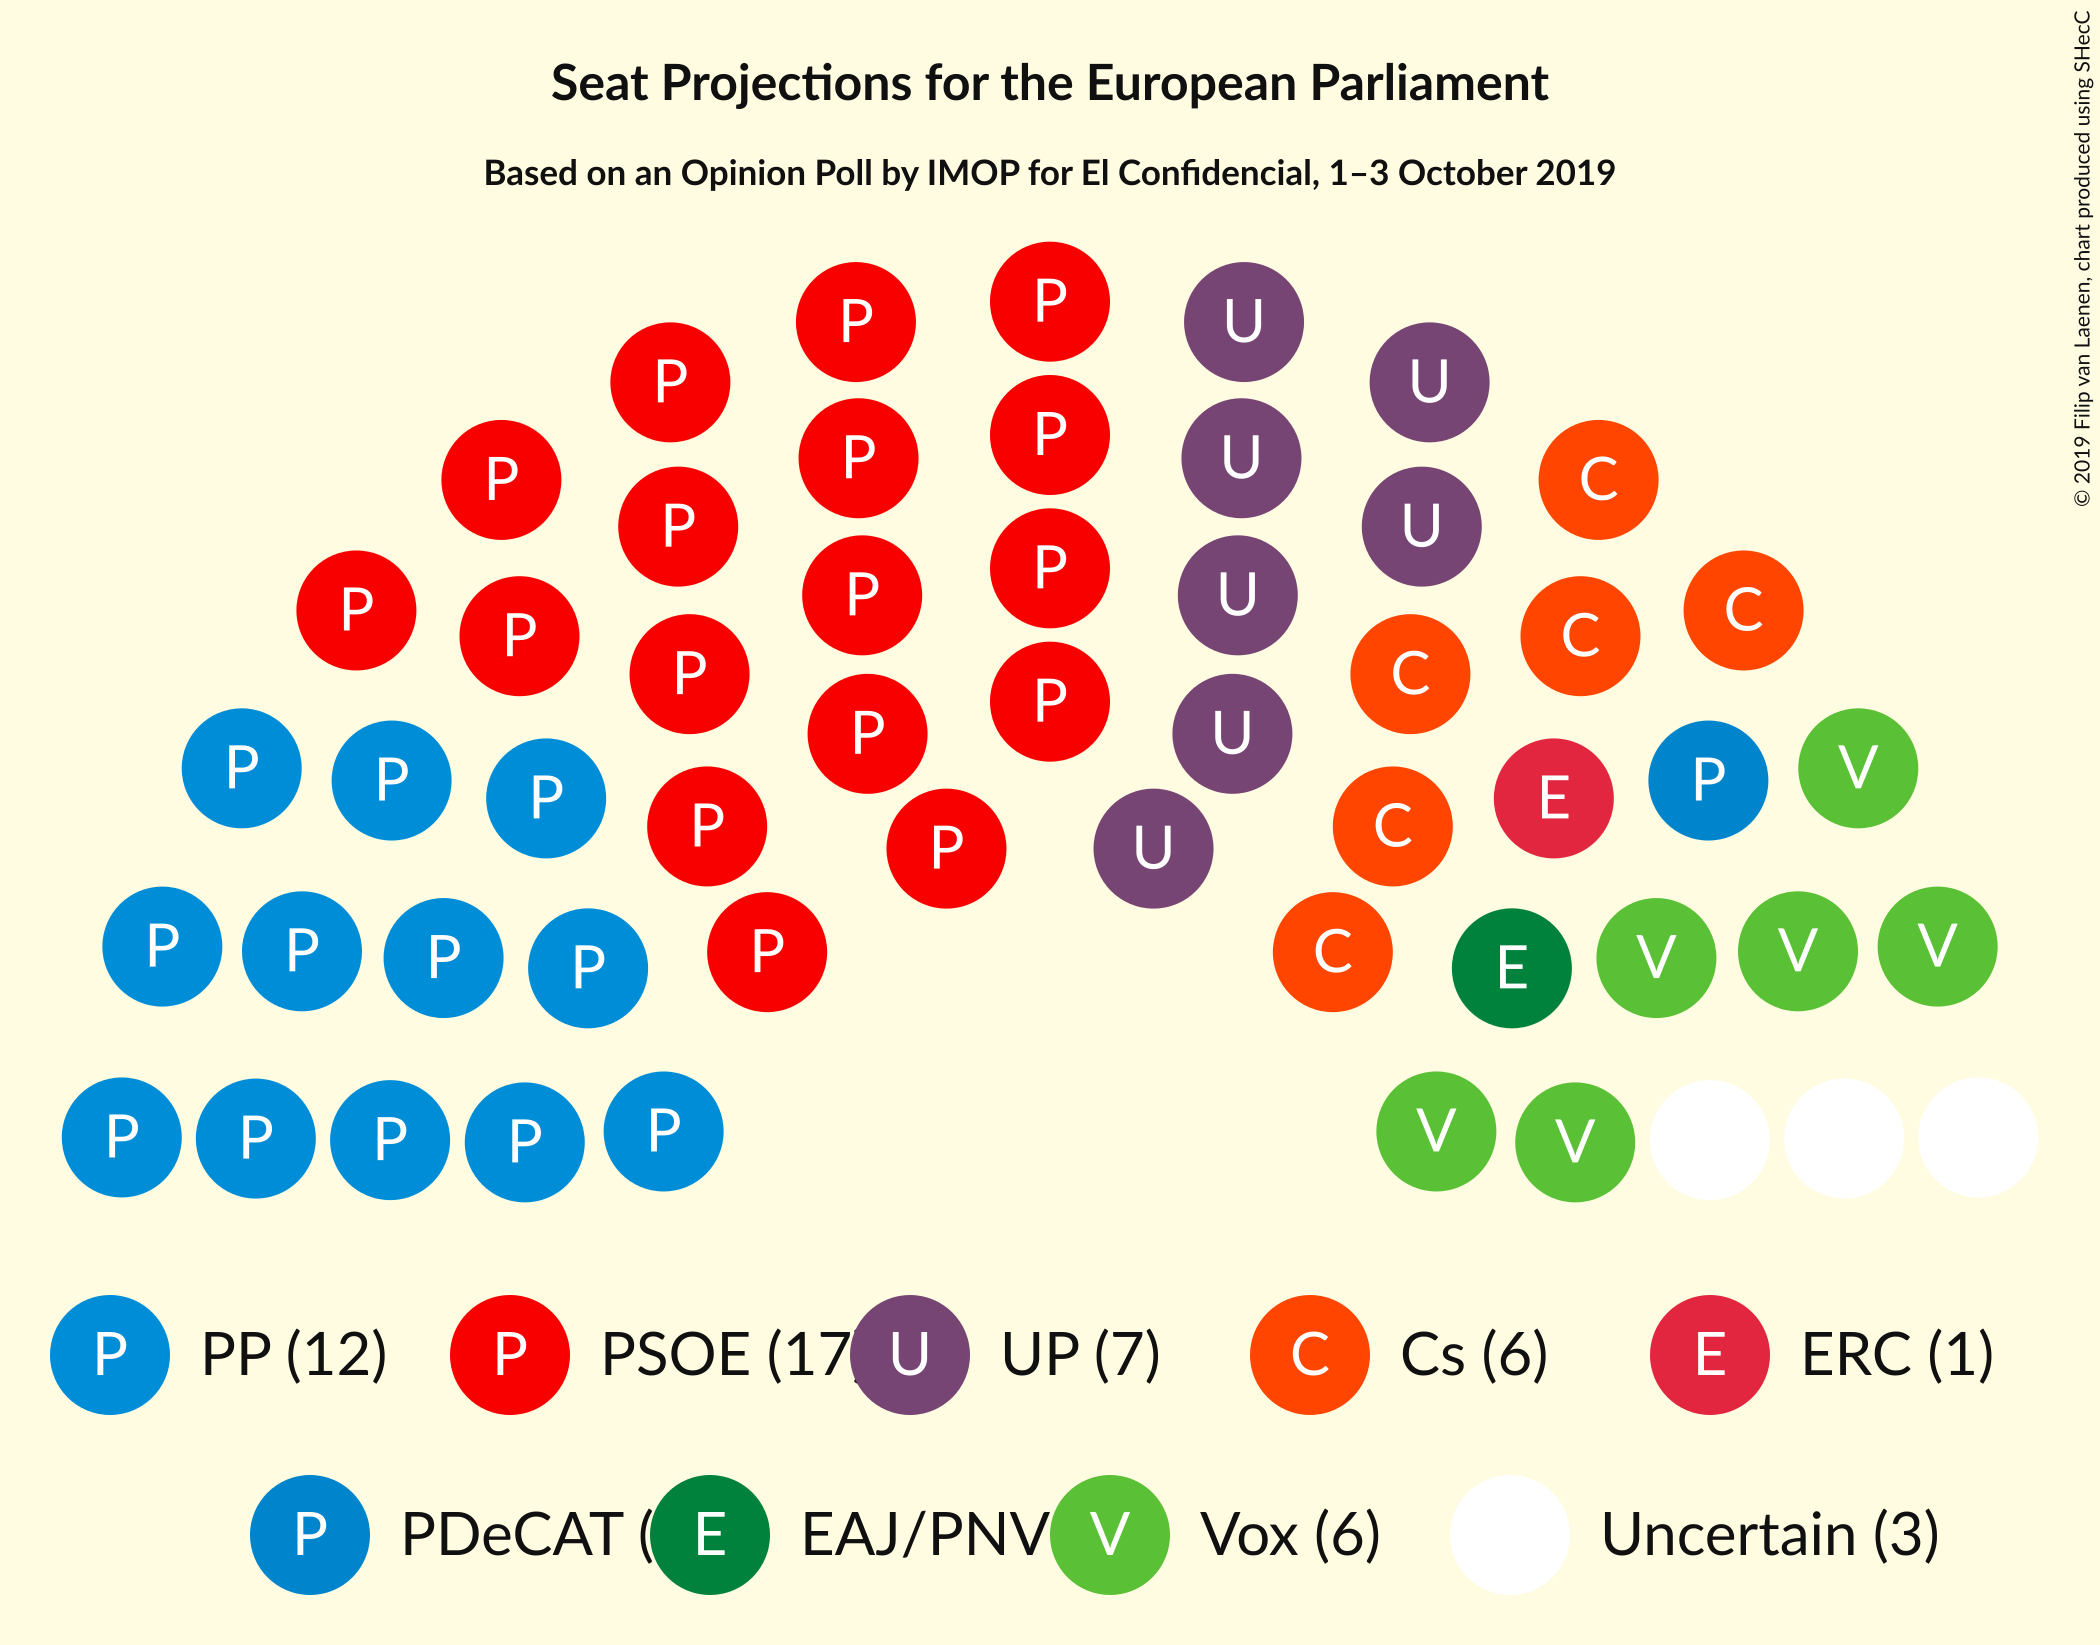 Seat Projections for the European Parliament
Based on an Opinion Poll by IMOP for El Confidencial, 1–3 October 2019
© 2019 Filip van Laenen, chart produced using SHecC
P
P U
P U
P
P P U
P U
P C
P
P P U
P C
P C
P
P P U
P V
P P
P E
P C
P U
P V
P V
P V
P E
P C
P V
P V
P
P
P
P
P
P PP (12) P PSOE (17 U UP (7) C Cs (6) E ERC (1)
P PDeCAT ( E EAJ/PNV V Vox (6) Uncertain (3)